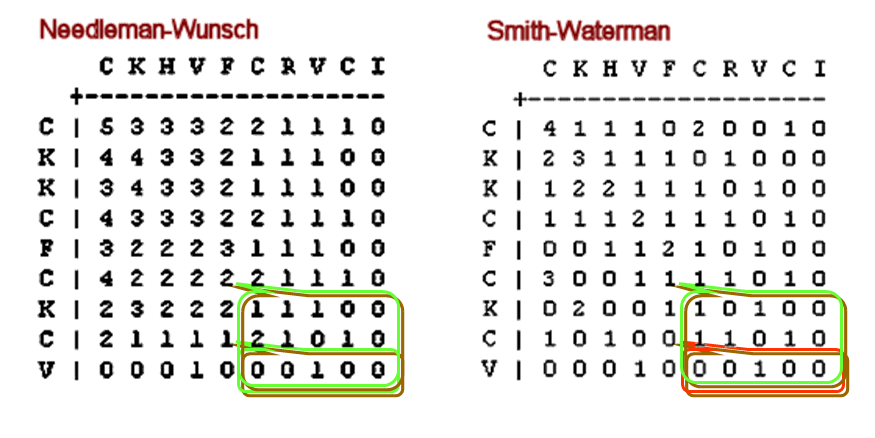 Needleman-Wunsch
C K H V F C R V C I
+--------------------
C | 5 3 3 3 2 2 1 1 1 0
K | 4 4 3 3 2 1 1 1 0 0
K | 3 4 3 3 2 1 1 1 0 0
C | 4 3 3 3 2 2 1 1 1 0
F | 3 2 2 2 3 1 1 1 0 0
C | 4 2 2 2 2 2 1 1 1 0
K | 2 3 2 2 2 1 1 1 0 0
C | 2 1 1 1 1 2 1 0 1 0
V | 0 0 0 1 0 0 0 1 0 0
Smith-Waterman
C K H V F C R V C I
+--------------------
C | 4 1 1 1 0 2 0 0 1 0
K | 2 3 1 1 1 0 1 0 0 0
K | 1 2 2 1 1 1 0 1 0 0
C | 1 1 1 2 1 1 1 0 1 0
F | 0 0 1 1 2 1 0 1 0 0
C | 3 0 0 1 1 1 1 0 1 0
K | 0 2 0 0 1 1 0 1 0 0
C | 1 0 1 0 0 1 1 0 1 0
V | 0 0 0 1 0 0 0 1 0 0